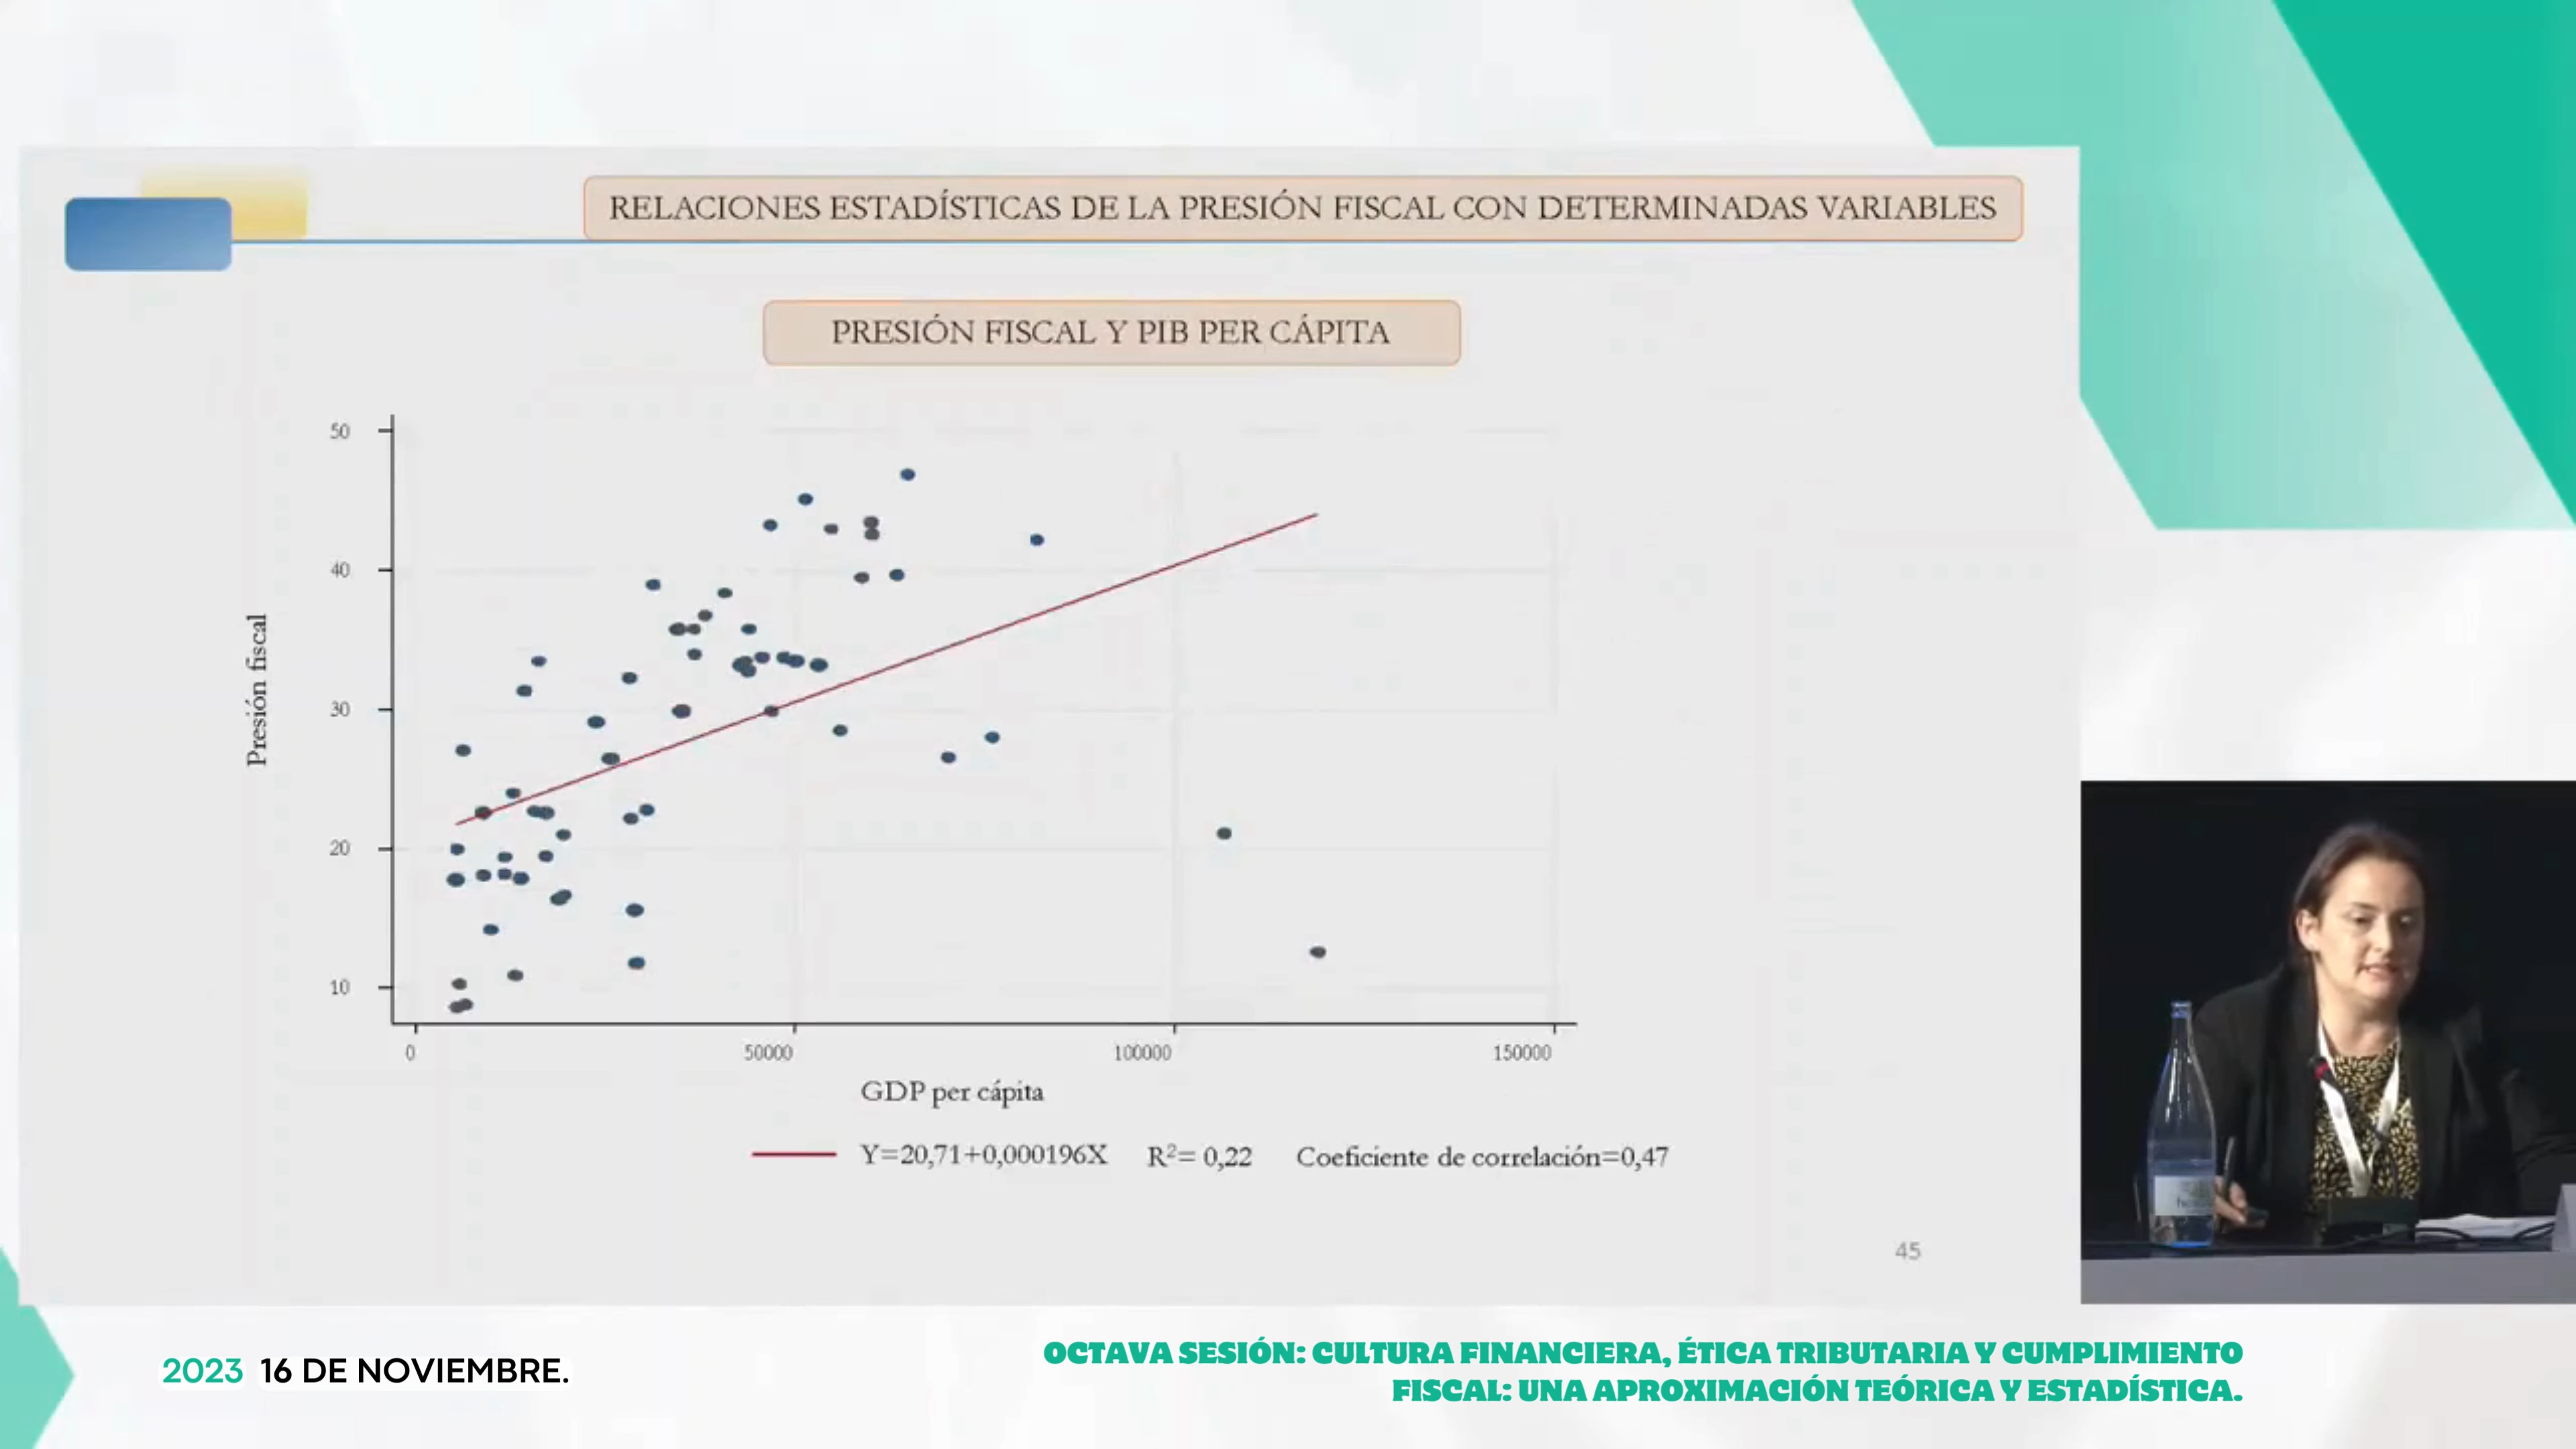 RELACIONES ESTADÍSTICAS DE LA PRESIÓN FISCAL CON DETERMINADAS VARIABLES
PRESIÓN FISCAL Y PIB PER CÁPITA
50
40
30
20
10
Presión fiscal
0 50000 100000 150000
GDP per cápita
Y=20,71+0,000196X R²= 0,22 Coeficiente de correlación=0,47
45
2023 16 DE NOVIEMBRE.
OCTAVA SESIÓN: CULTURA FINANCIERA, ÉTICA TRIBUTARIA Y CUMPLIMIENTO
FISCAL: UNA APROXIMACIÓN TEÓRICA Y ESTADÍSTICA.